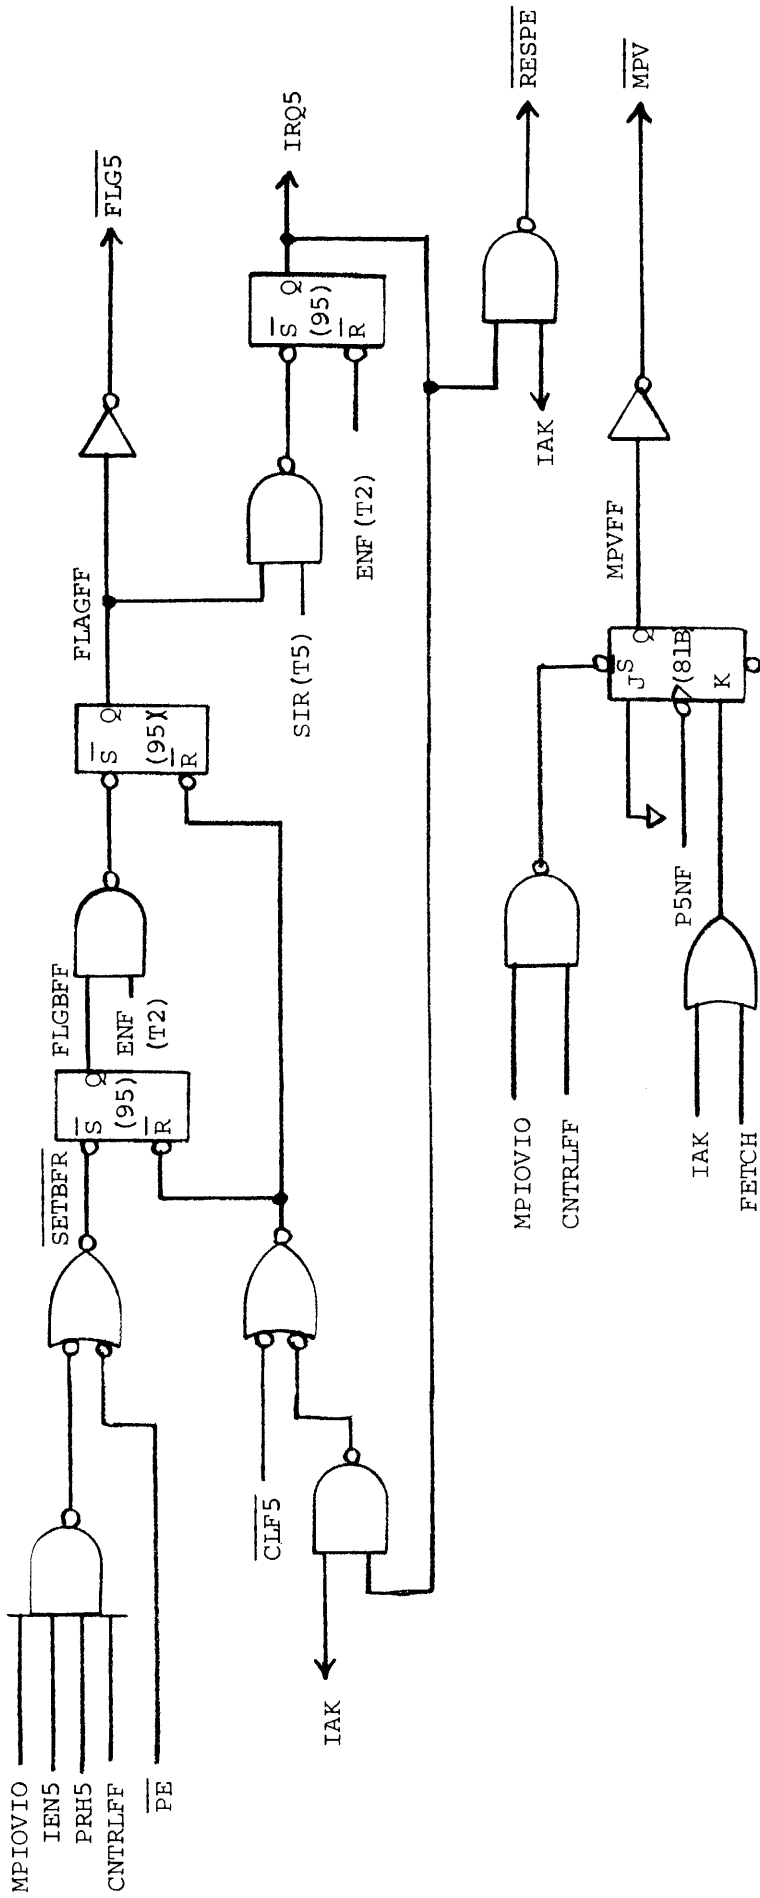 MPIOVIO
IEN5
PRH5
CNTRLFF
PE
SETBFR
S
(95)
R
Q
FLGBFF
ENF
(T2)
S
(95)
R
Q
FLAGFF
FLG5
CLF5
IAK
SIR(T5)
ENF(T2)
S
(95)
R
Q
IRQ5
IAK
RESPE
MPIOVIO
CNTRLFF
P5NF
IAK
FETCH
S
J
(81B)
K
Q
MPVFF
MPV